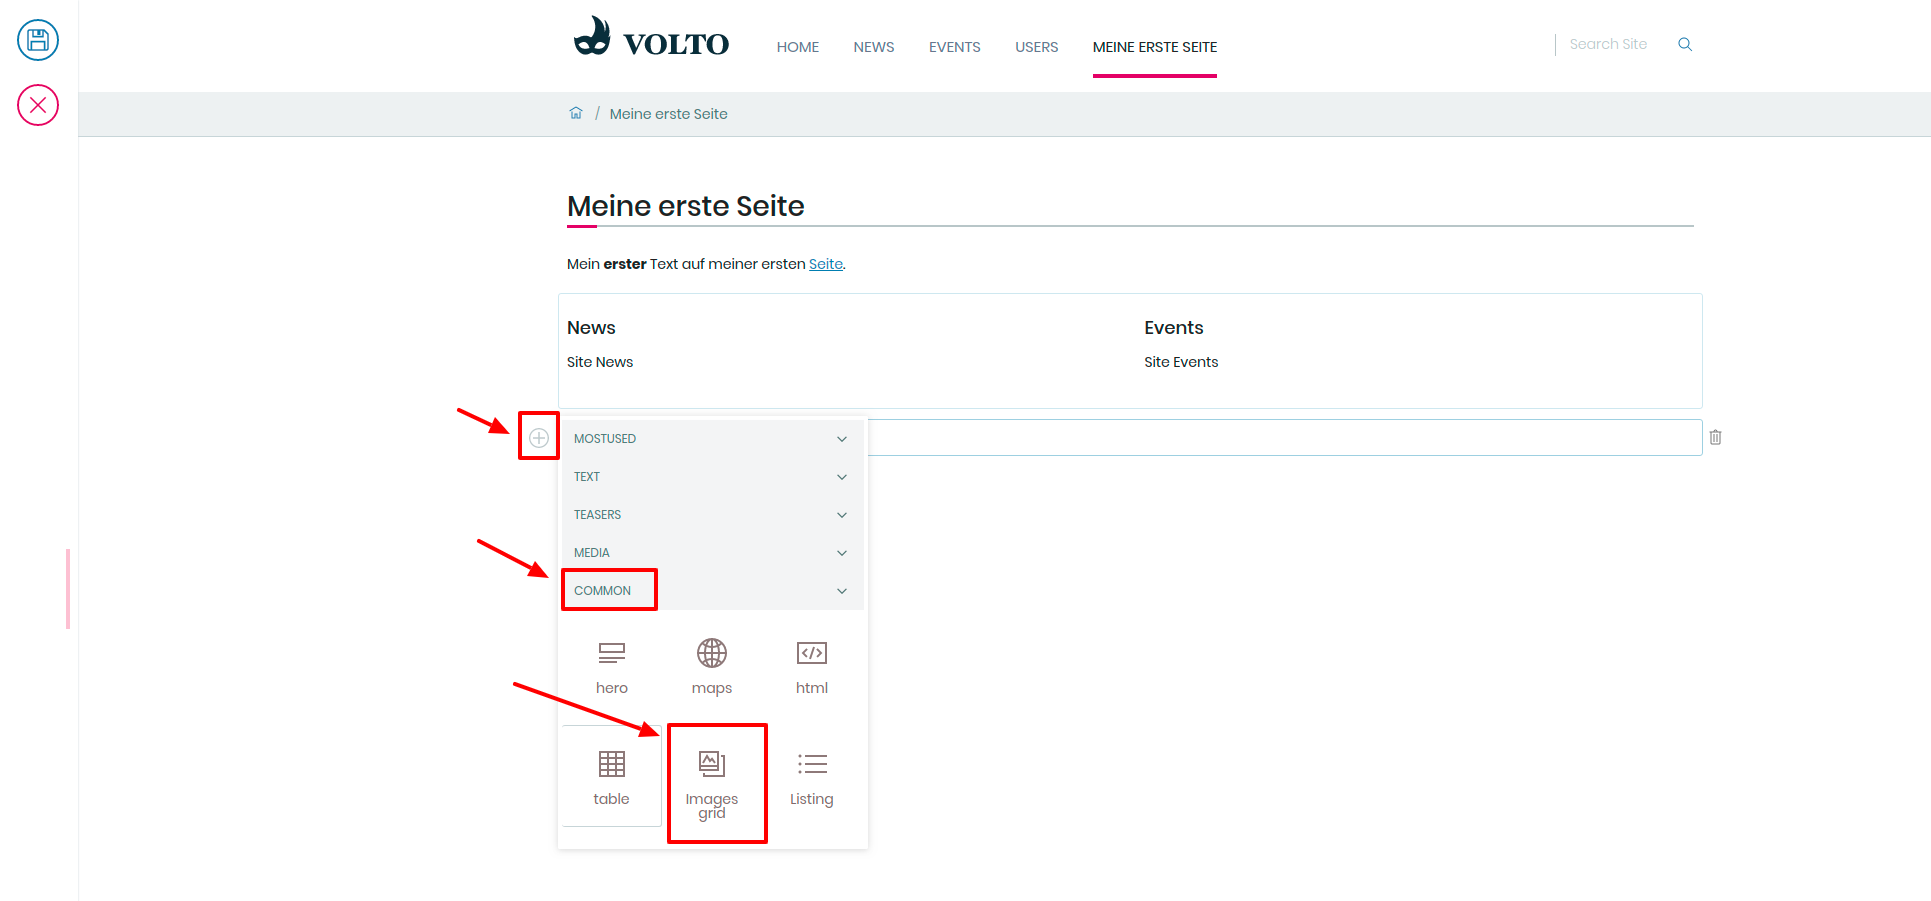 VOLTO
HOME NEWS EVENTS USERS MEINE ERSTE SEITE
Search Site
/ Meine erste Seite
Meine erste Seite
Mein erster Text auf meiner ersten Seite.
News Events
Site News Site Events
MOSTUSED
TEXT
TEASERS
MEDIA
COMMON
hero maps html
table Images Listing
grid